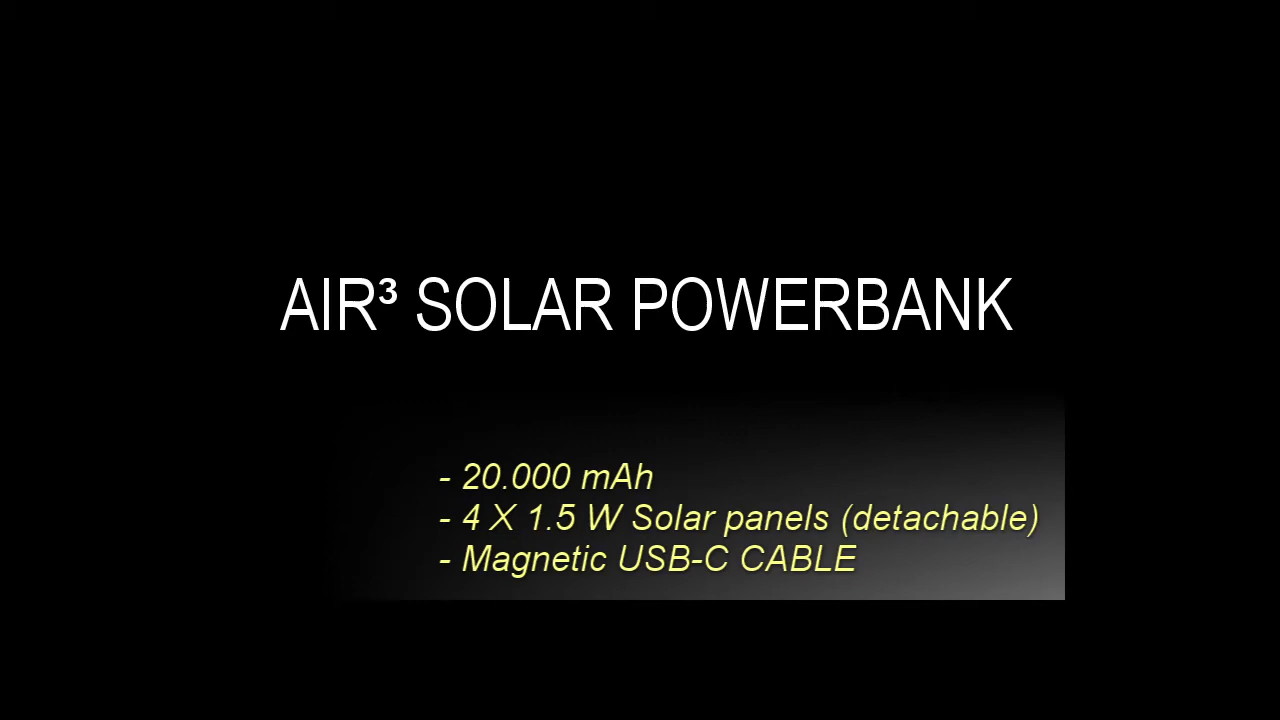 AIR³ SOLAR POWERBANK
- 20.000 mAh
- 4 X 1.5 W Solar panels (detachable)
- Magnetic USB-C CABLE